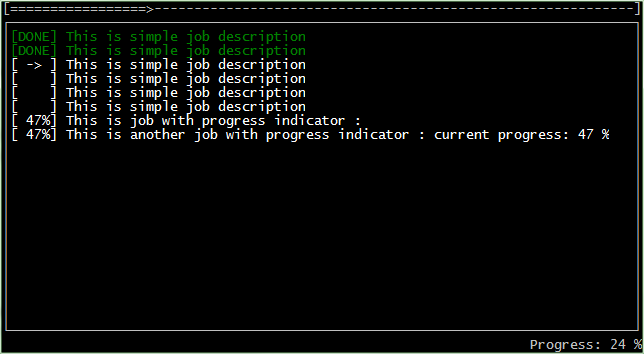 [=================>------------------------------------------------------------]
[DONE] This is simple job description
[DONE] This is simple job description
[ -> ] This is simple job description
[    ] This is simple job description
[    ] This is simple job description
[    ] This is simple job description
[ 47%] This is job with progress indicator :
[ 47%] This is another job with progress indicator : current progress: 47 %
Progress: 24 %